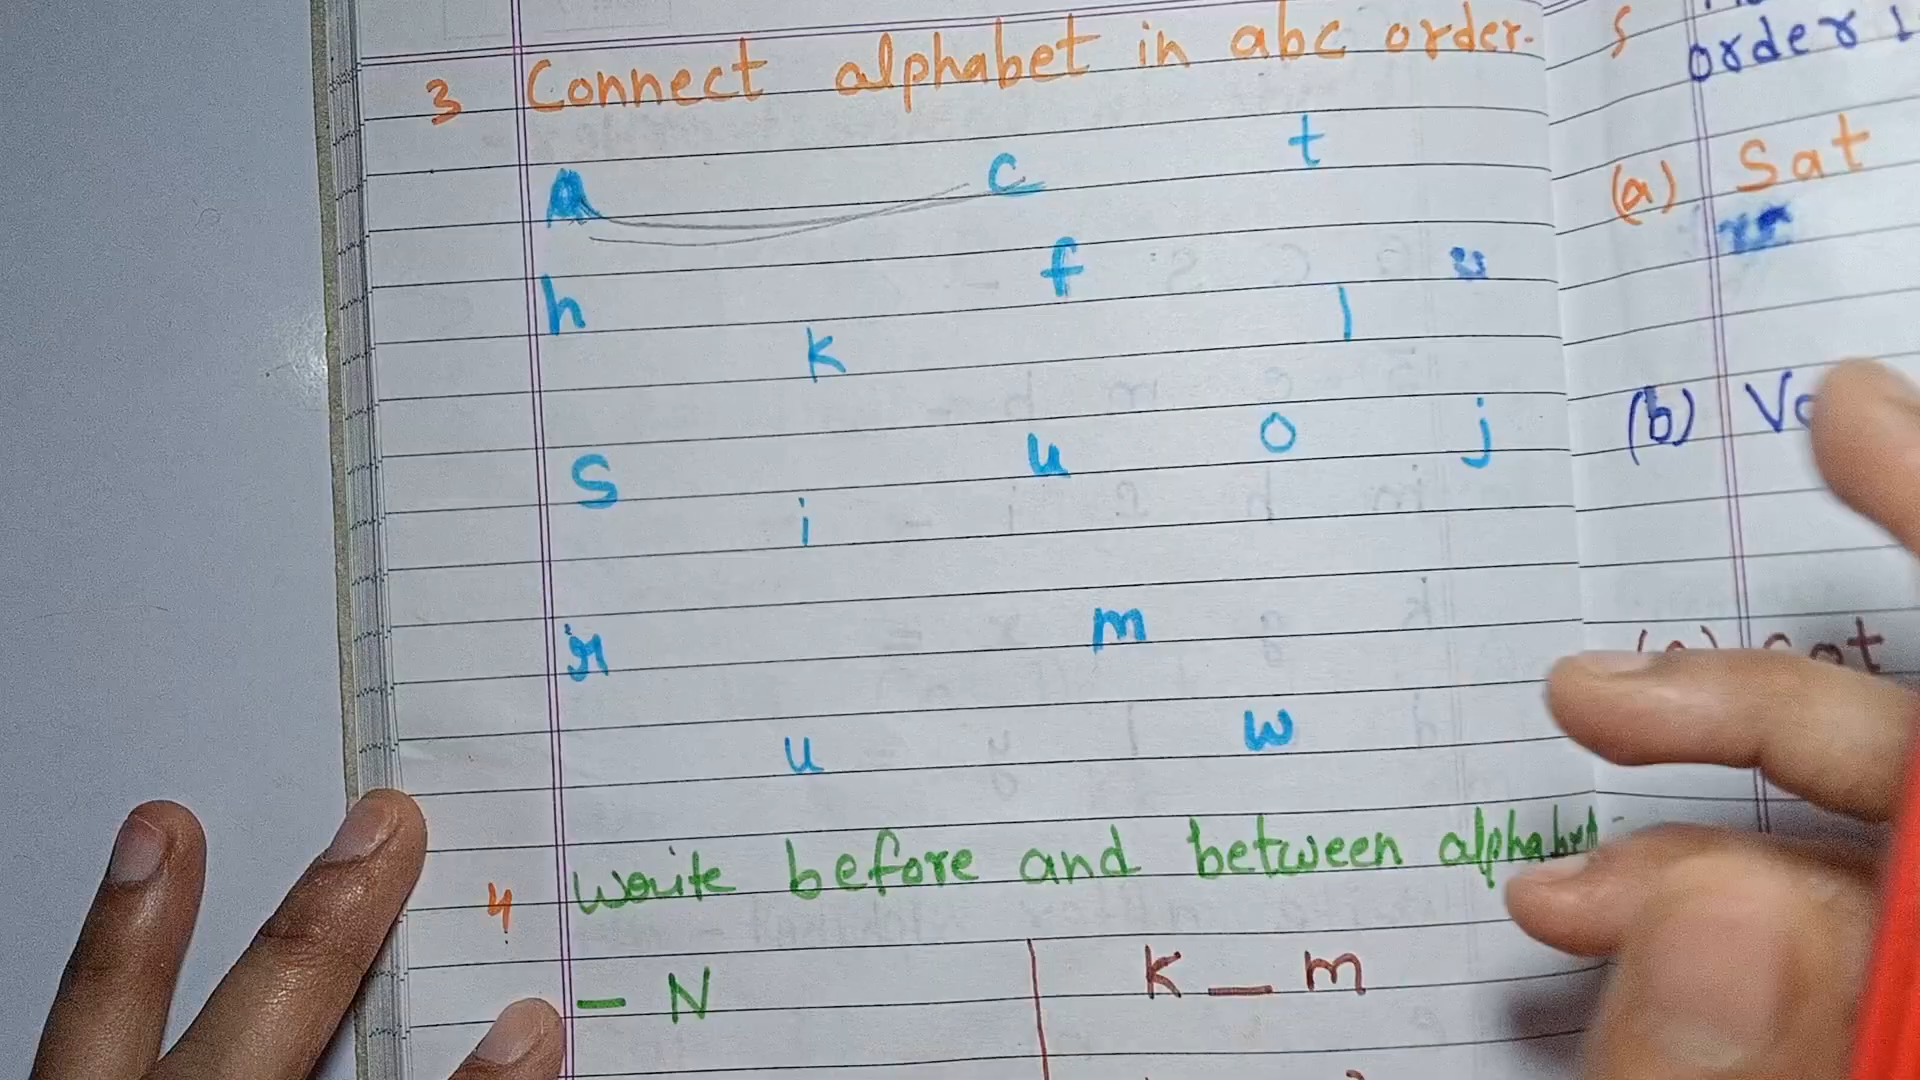 3 Connect alphabet in abc order.
A c t
h f
k l
S u o j
i
r m
u w
4 Write before and between alphabet
– N K _ m
order
(a) Sat
(b)